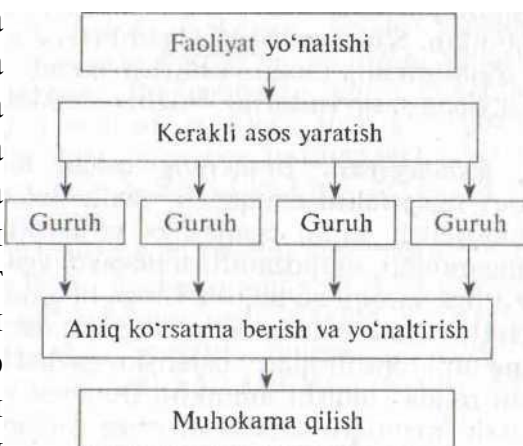 Faoliyat yo'nalishi
Kerakli asos yaratish
Guruh Guruh Guruh Guruh
Aniq ko'rsatma berish va yo'naltirish
Muhokama qilish